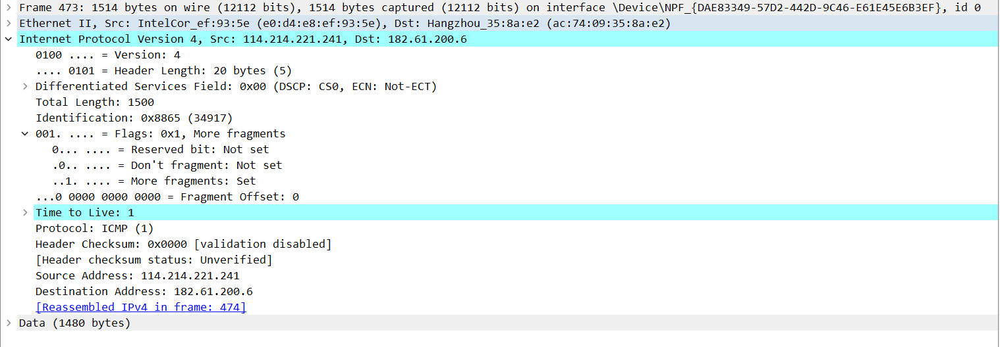 Frame 473: 1514 bytes on wire (12112 bits), 1514 bytes captured (12112 bits) on interface \Device\NPF_{DAE83349-57D2-442D-9C46-E61E45E6B3EF}, id 0
Ethernet II, Src: IntelCor_ef:93:5e (e0:d4:e8:ef:93:5e), Dst: Hangzhou_35:8a:e2 (ac:74:09:35:8a:e2)
Internet Protocol Version 4, Src: 114.214.221.241, Dst: 182.61.200.6
0100 .... = Version: 4
.... 0101 = Header Length: 20 bytes (5)
Differentiated Services Field: 0x00 (DSCP: CS0, ECN: Not-ECT)
Total Length: 1500
Identification: 0x8865 (34917)
001. .... = Flags: 0x1, More fragments
0... .... = Reserved bit: Not set
.0.. .... = Don't fragment: Not set
..1. .... = More fragments: Set
...0 0000 0000 0000 = Fragment Offset: 0
Time to Live: 1
Protocol: ICMP (1)
Header Checksum: 0x0000 [validation disabled]
[Header checksum status: Unverified]
Source Address: 114.214.221.241
Destination Address: 182.61.200.6
[Reassembled IPv4 in frame: 474]
Data (1480 bytes)